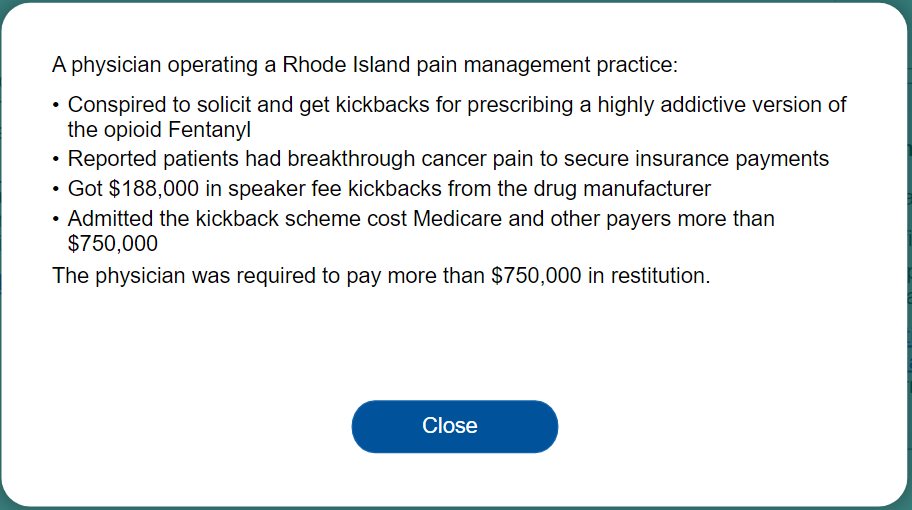 A physician operating a Rhode Island pain management practice:
• Conspired to solicit and get kickbacks for prescribing a highly addictive version of
the opioid Fentanyl
• Reported patients had breakthrough cancer pain to secure insurance payments
• Got $188,000 in speaker fee kickbacks from the drug manufacturer
• Admitted the kickback scheme cost Medicare and other payers more than
$750,000
The physician was required to pay more than $750,000 in restitution.
Close